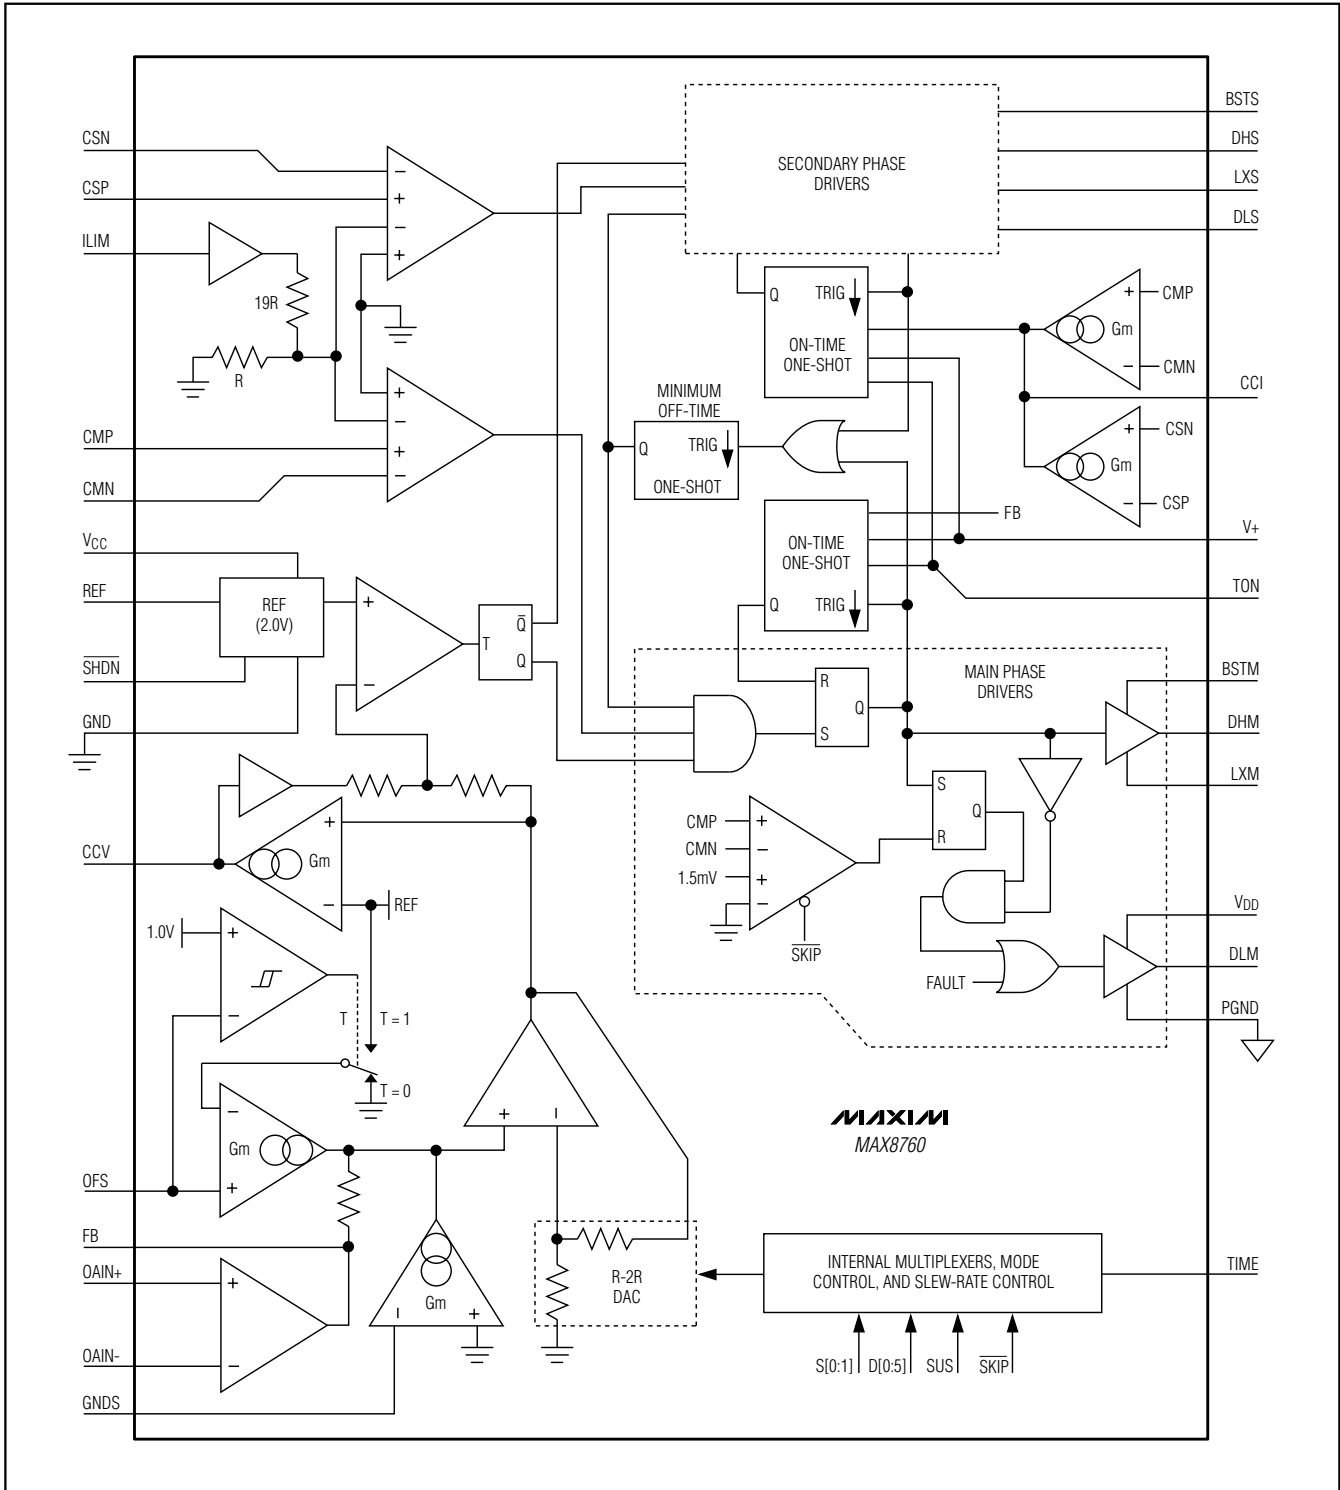 BSTS
CSN
DHS
SECONDARY PHASE
DRIVERS
CSP
LXS
DLS
ILIM
−
+
−
+
19R
R
Q
TRIG
ON-TIME
ONE-SHOT
+
CMP
Gm
−
CMN
CCI
MINIMUM
OFF-TIME
Q
TRIG
ONE-SHOT
+
CSN
Gm
−
CSP
CMP
CMN
+
−
+
−
VCC
REF
REF
(2.0V)
SHDN
GND
+
−
T
Q̅
Q
FB
ON-TIME
ONE-SHOT
Q
TRIG
V+
TON
MAIN PHASE
DRIVERS
R
S
Q
BSTM
DHM
LXM
S
R
Q
CMP
+
CMN
−
1.5mV
+
−
S̅K̅I̅P̅
VDD
DLM
FAULT
PGND
CCV
+
Gm
−
REF
1.0V
+
−
T
T = 1
T = 0
−
Gm
+
OFS
FB
OAIN+
+
OAIN-
−
GNDS
−
Gm
+
+
−
R-2R
DAC
MAXIM
MAX8760
INTERNAL MULTIPLEXERS, MODE
CONTROL, AND SLEW-RATE CONTROL
TIME
S[0:1]
D[0:5]
SUS
S̅K̅I̅P̅